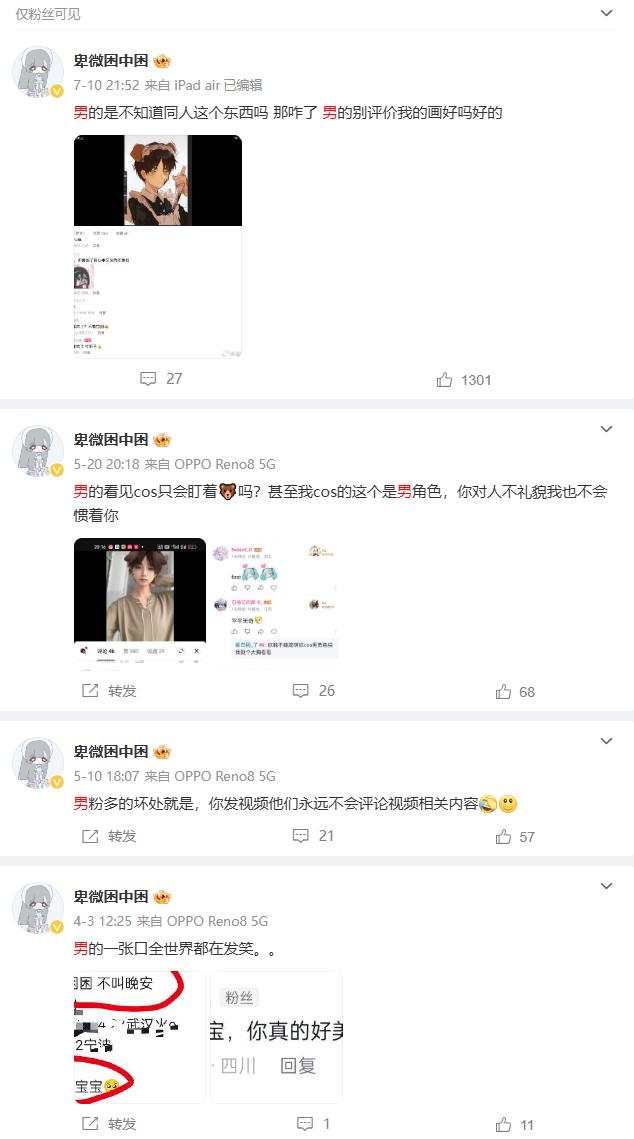 仅粉丝可见
卑微困中困
7-10 21:52 来自 iPad air 已编辑
男的是不知道同人这个东西吗 那咋了 男的别评价我的画好吗好的
27
1301
卑微困中困
5-20 20:18 来自 OPPO Reno8 5G
男的看见cos只会盯着🐻吗？甚至我cos的这个是男角色，你对人不礼貌我也不会
惯着你
转发
26
68
卑微困中困
5-10 18:07 来自 OPPO Reno8 5G
男粉多的坏处就是，你发视频他们永远不会评论视频相关内容
转发
21
57
卑微困中困
4-3 12:25 来自 OPPO Reno8 5G
男的一张口全世界都在发笑。。
困 不叫晚安
武汉
宝宝
粉丝
宝，你真的好美
· 四川 回复
转发
1
11